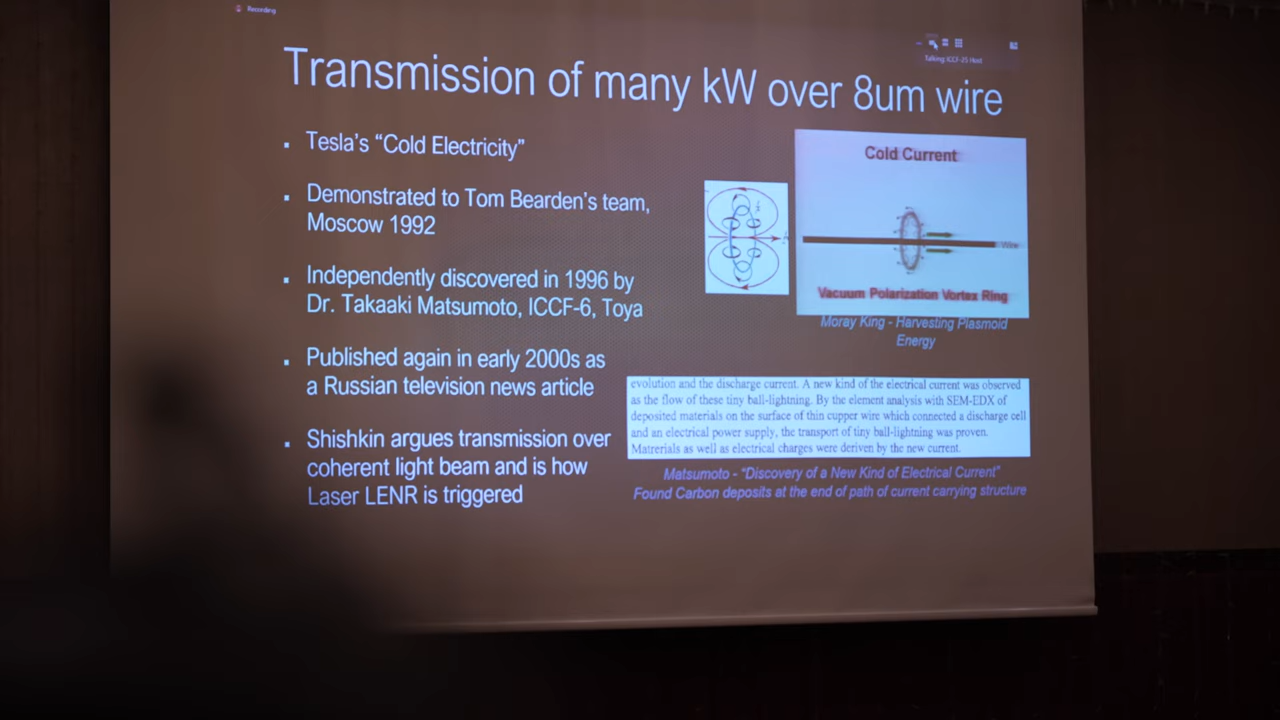 Recording
Talking: ICCF-25 Host
Transmission of many kW over 8um wire
Tesla's “Cold Electricity”
Demonstrated to Tom Bearden's team,
Moscow 1992
Independently discovered in 1996 by
Dr. Takaaki Matsumoto, ICCF-6, Toya
Published again in early 2000s as
a Russian television news article
Shishkin argues transmission over
coherent light beam and is how
Laser LENR is triggered
Cold Current
Wire
Vacuum Polarization Vortex Ring
Moray King - Harvesting Plasmoid
Energy
evolution and the discharge current. A new kind of the electrical current was observed
as the flow of these tiny ball-lightning. By the element analysis with SEM-EDX of
deposited materials on the surface of thin cupper wire which connected a discharge cell
and an electrical power supply, the transport of tiny ball-lightning was proven.
Matrerials as well as electrical charges were derived by the new current.
Matsumoto - “Discovery of a New Kind of Electrical Current”
Found Carbon deposits at the end of path of current carrying structure